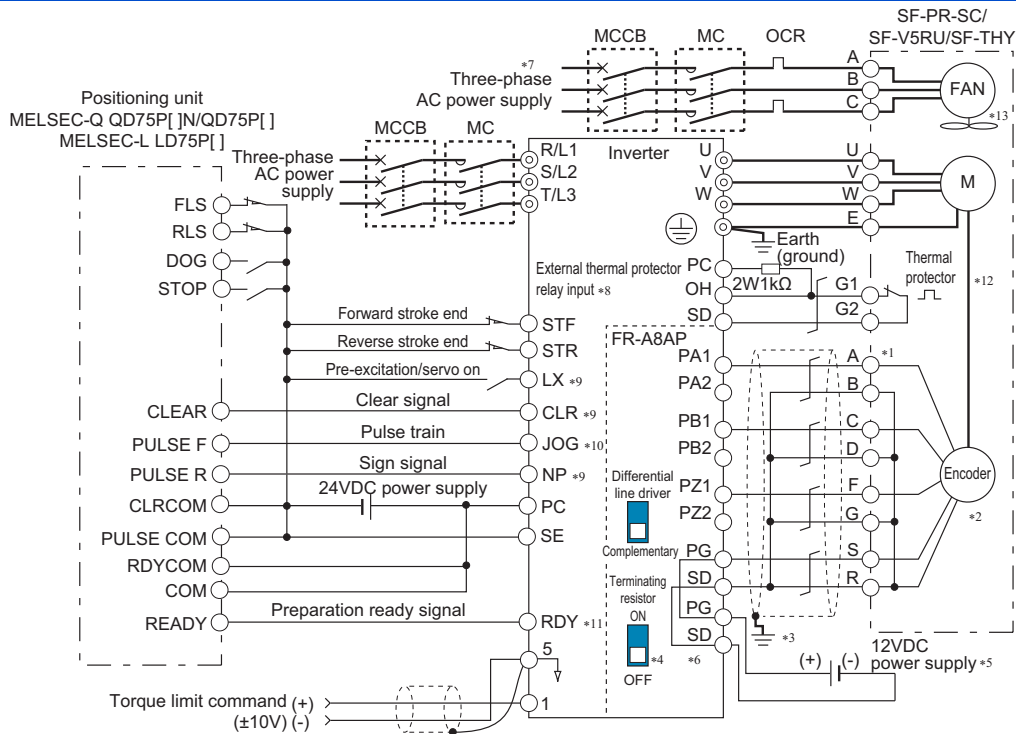 SF-PR-SC/
SF-V5RU/SF-THY
MCCB
MC
OCR
*7
Three-phase
AC power supply
A
B
C
FAN
*13
Positioning unit
MELSEC-Q QD75P[ ]N/QD75P[ ]
MELSEC-L LD75P[ ]
MCCB
MC
Three-phase
AC power
supply
R/L1
S/L2
T/L3
Inverter
U
V
W
U
V
W
E
M
Earth
(ground)
FLS
RLS
DOG
STOP
External thermal protector
relay input *8
PC
OH
SD
2W1kΩ
G1
G2
Thermal
protector
*12
Forward stroke end
STF
Reverse stroke end
STR
Pre-excitation/servo on
LX *9
CLEAR
Clear signal
CLR *9
PULSE F
Pulse train
JOG *10
PULSE R
Sign signal
NP *9
CLRCOM
24VDC power supply
PC
PULSE COM
SE
RDYCOM
COM
READY
Preparation ready signal
RDY *11
5
1
Torque limit command (+)
(±10V) (-)
FR-A8AP
PA1
PA2
PB1
PB2
PZ1
PZ2
PG
SD
PG
SD
Differential
line driver
Complementary
Terminating
resistor
ON
*4
OFF
*6
A
*1
B
C
D
F
G
S
R
Encoder
*2
*3
(+)
(-)
12VDC
power supply *5